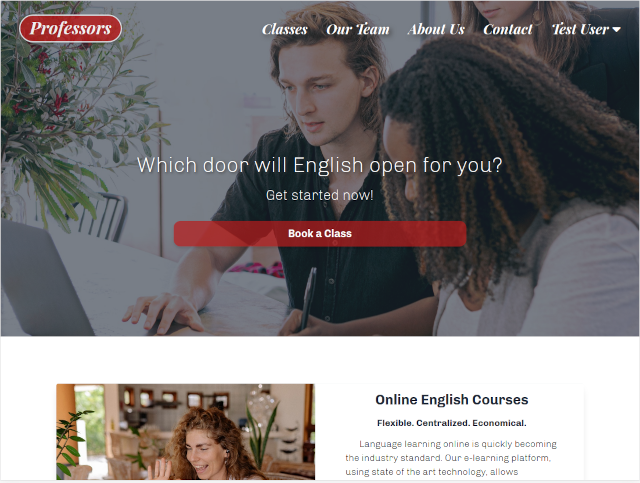 Professors
Classes Our Team About Us Contact Test User
Which door will English open for you?
Get started now!
Book a Class
Online English Courses
Flexible. Centralized. Economical.
Language learning online is quickly becoming
the industry standard. Our e-learning platform,
using state of the art technology, allows